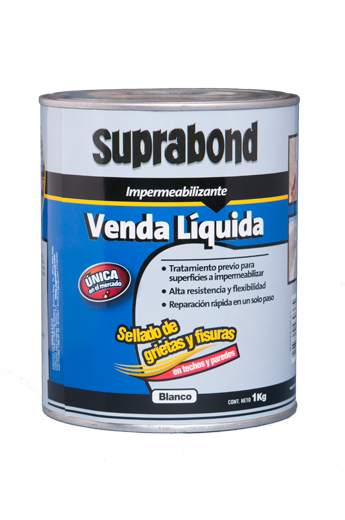 suprabond
Impermeabilizante
Venda Líquida
ÚNICA
en el mercado
• Tratamiento previo para
superficies a impermeabilizar
• Alta resistencia y flexibilidad
• Reparación rápida en un solo paso
Sellado de
grietas y fisuras
en techos y paredes
Blanco
CONT. NETO 1Kg